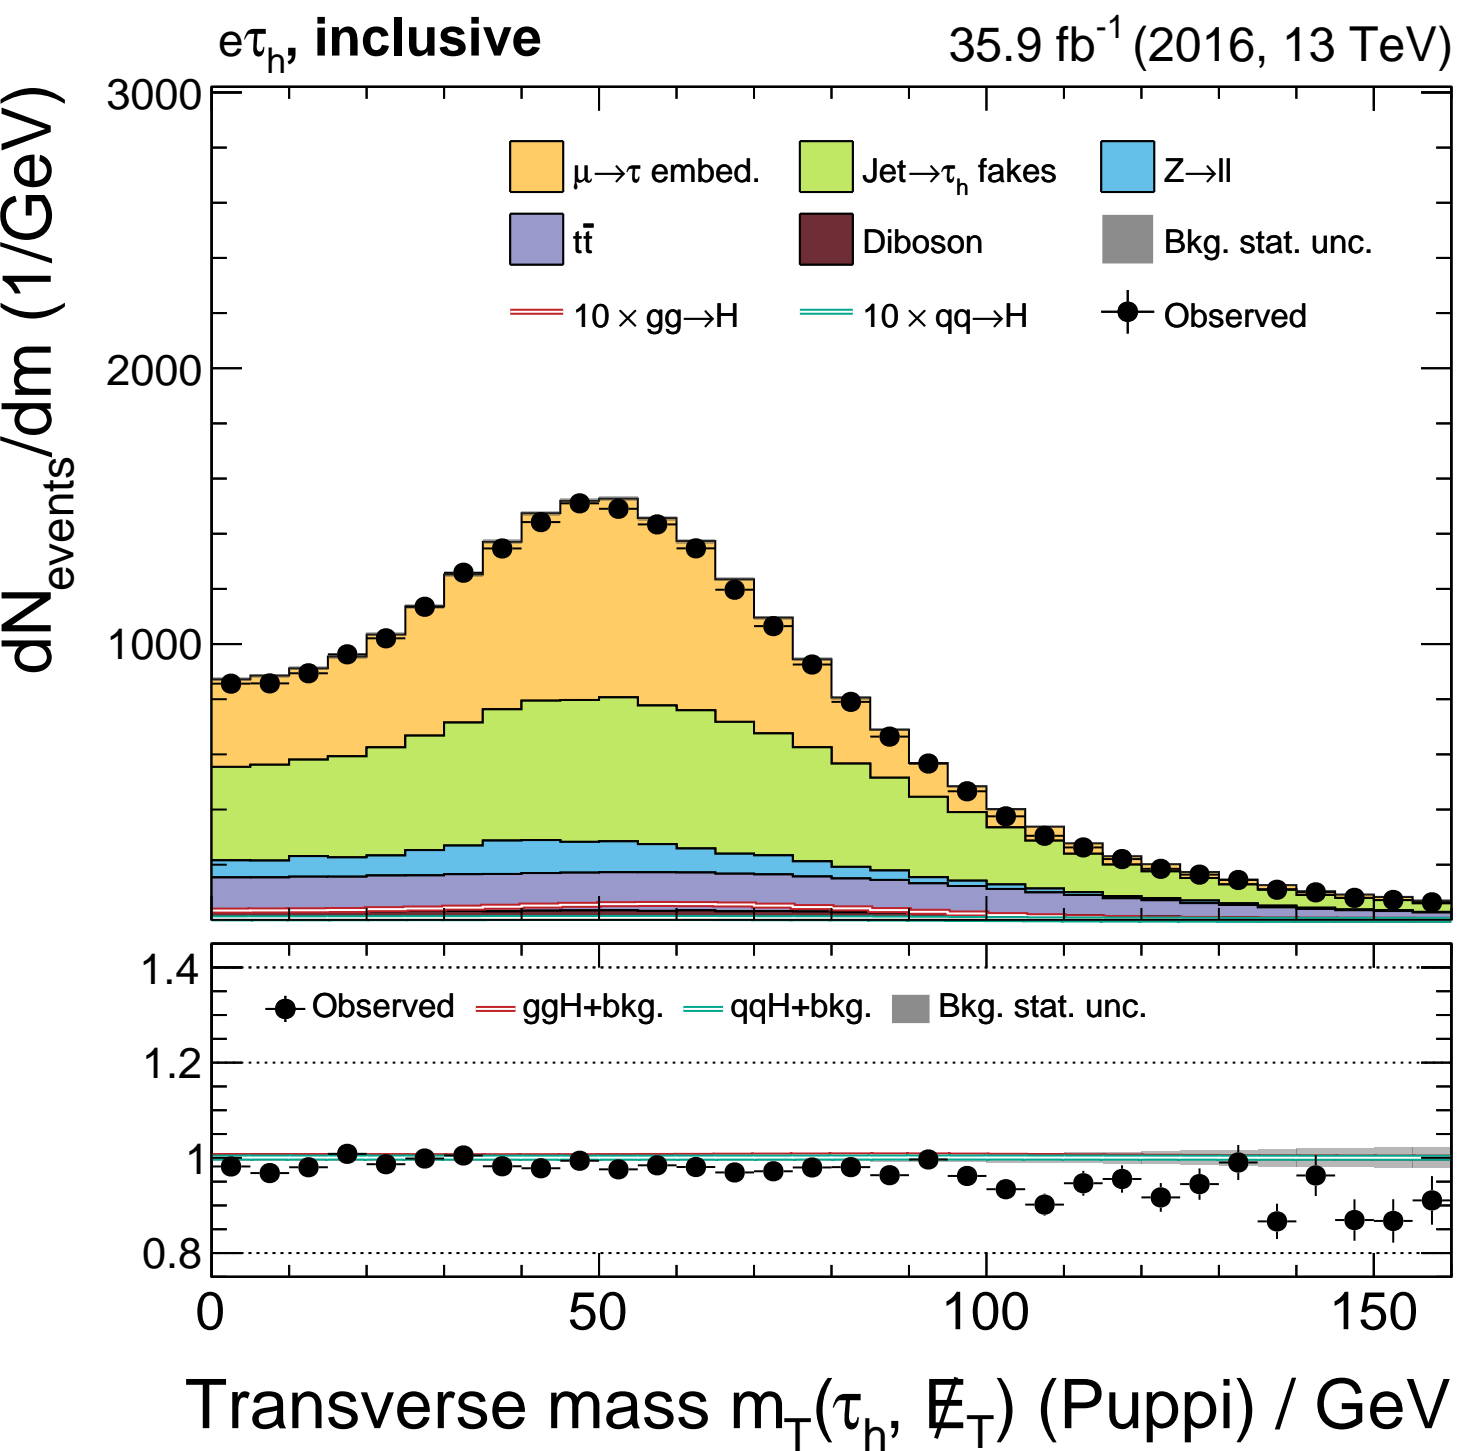 eτh, inclusive 35.9 fb-1 (2016, 13 TeV)
dNevents/dm (1/GeV)
3000
2000
1000
μ→τ embed. Jet→τh fakes Z→ll
tt̄ Diboson Bkg. stat. unc.
10 × gg→H 10 × qq→H Observed
1.4
1.2
1
0.8
Observed ggH+bkg. qqH+bkg. Bkg. stat. unc.
0 50 100 150
Transverse mass mT(τh, E̸T) (Puppi) / GeV